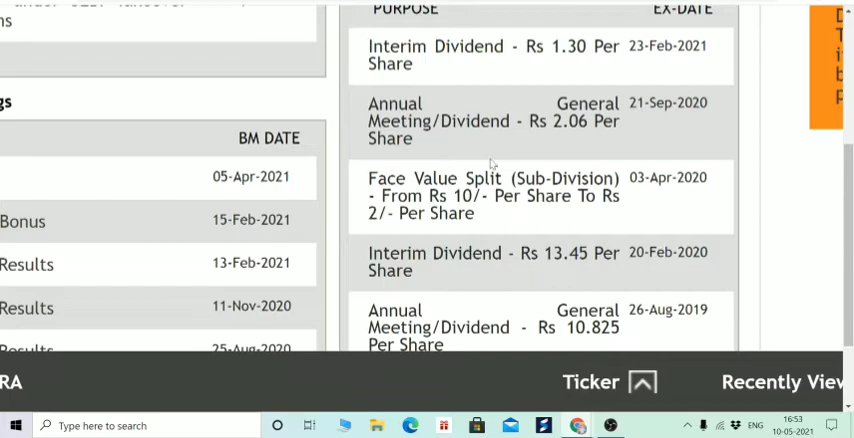 ns
gs
BM DATE
05-Apr-2021
Bonus 15-Feb-2021
Results 13-Feb-2021
Results 11-Nov-2020
Results 25-Aug-2020
PURPOSE EX-DATE
Interim Dividend - Rs 1.30 Per 23-Feb-2021
Share
Annual General 21-Sep-2020
Meeting/Dividend - Rs 2.06 Per
Share
Face Value Split (Sub-Division) 03-Apr-2020
- From Rs 10/- Per Share To Rs
2/- Per Share
Interim Dividend - Rs 13.45 Per 20-Feb-2020
Share
Annual General 26-Aug-2019
Meeting/Dividend - Rs 10.825
Per Share
RA Ticker Recently View
Type here to search ENG 16:53
10-05-2021